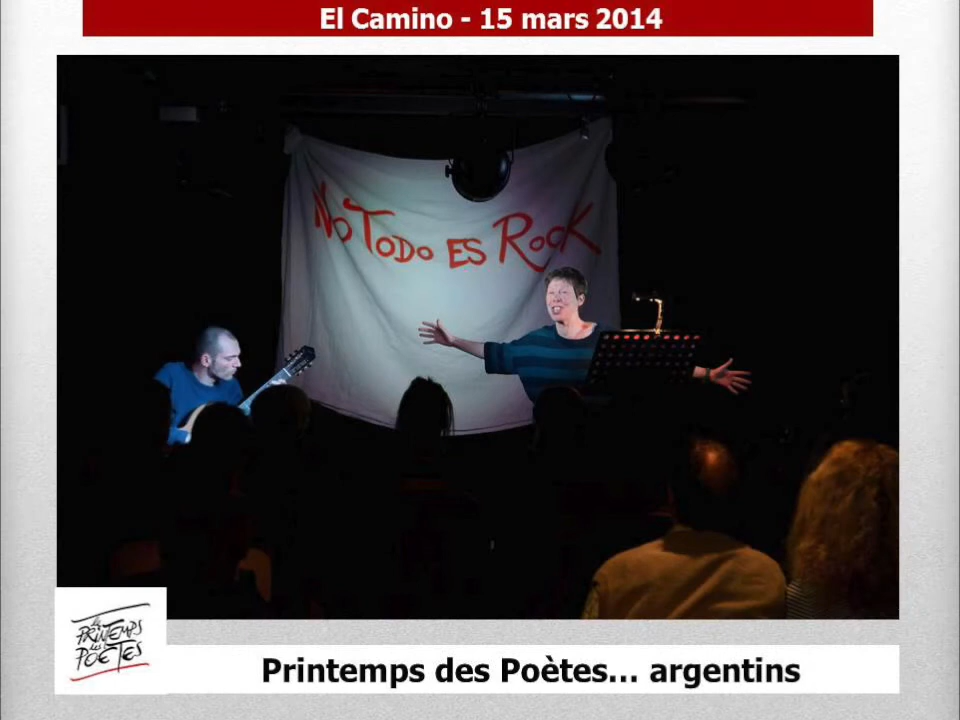 El Camino - 15 mars 2014
No Todo es Rock
le
Printemps
des
Poètes
Printemps des Poètes... argentins